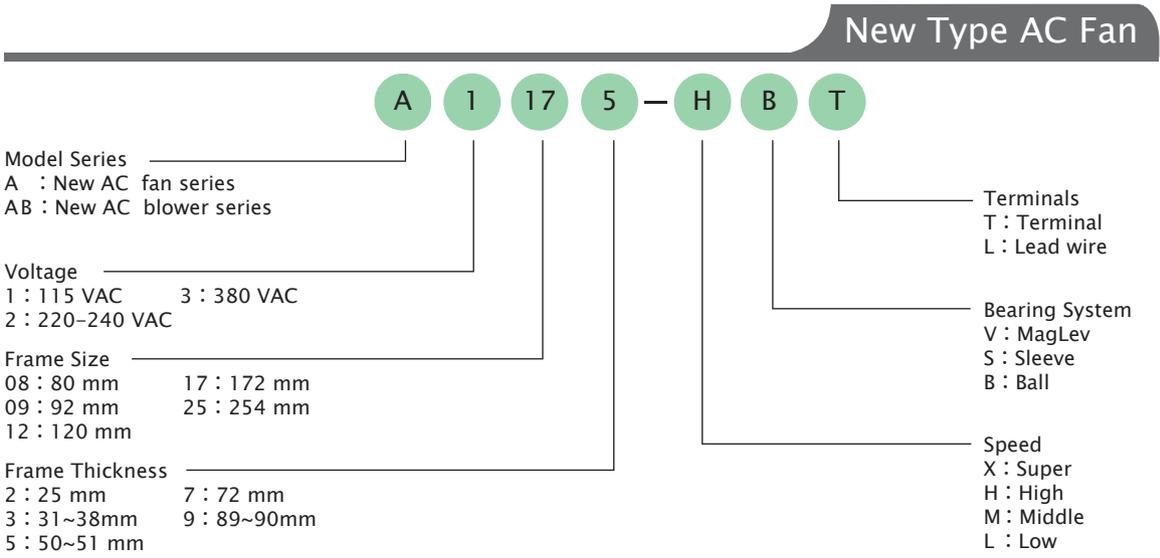 New Type AC Fan
A 1 17 5 – H B T
Model Series
A ：New AC fan series
AB：New AC blower series
Voltage
1：115 VAC 3：380 VAC
2：220–240 VAC
Frame Size
08：80 mm 17：172 mm
09：92 mm 25：254 mm
12：120 mm
Frame Thickness
2：25 mm 7：72 mm
3：31~38mm 9：89~90mm
5：50~51 mm
Terminals
T：Terminal
L：Lead wire
Bearing System
V：MagLev
S：Sleeve
B：Ball
Speed
X：Super
H：High
M：Middle
L：Low